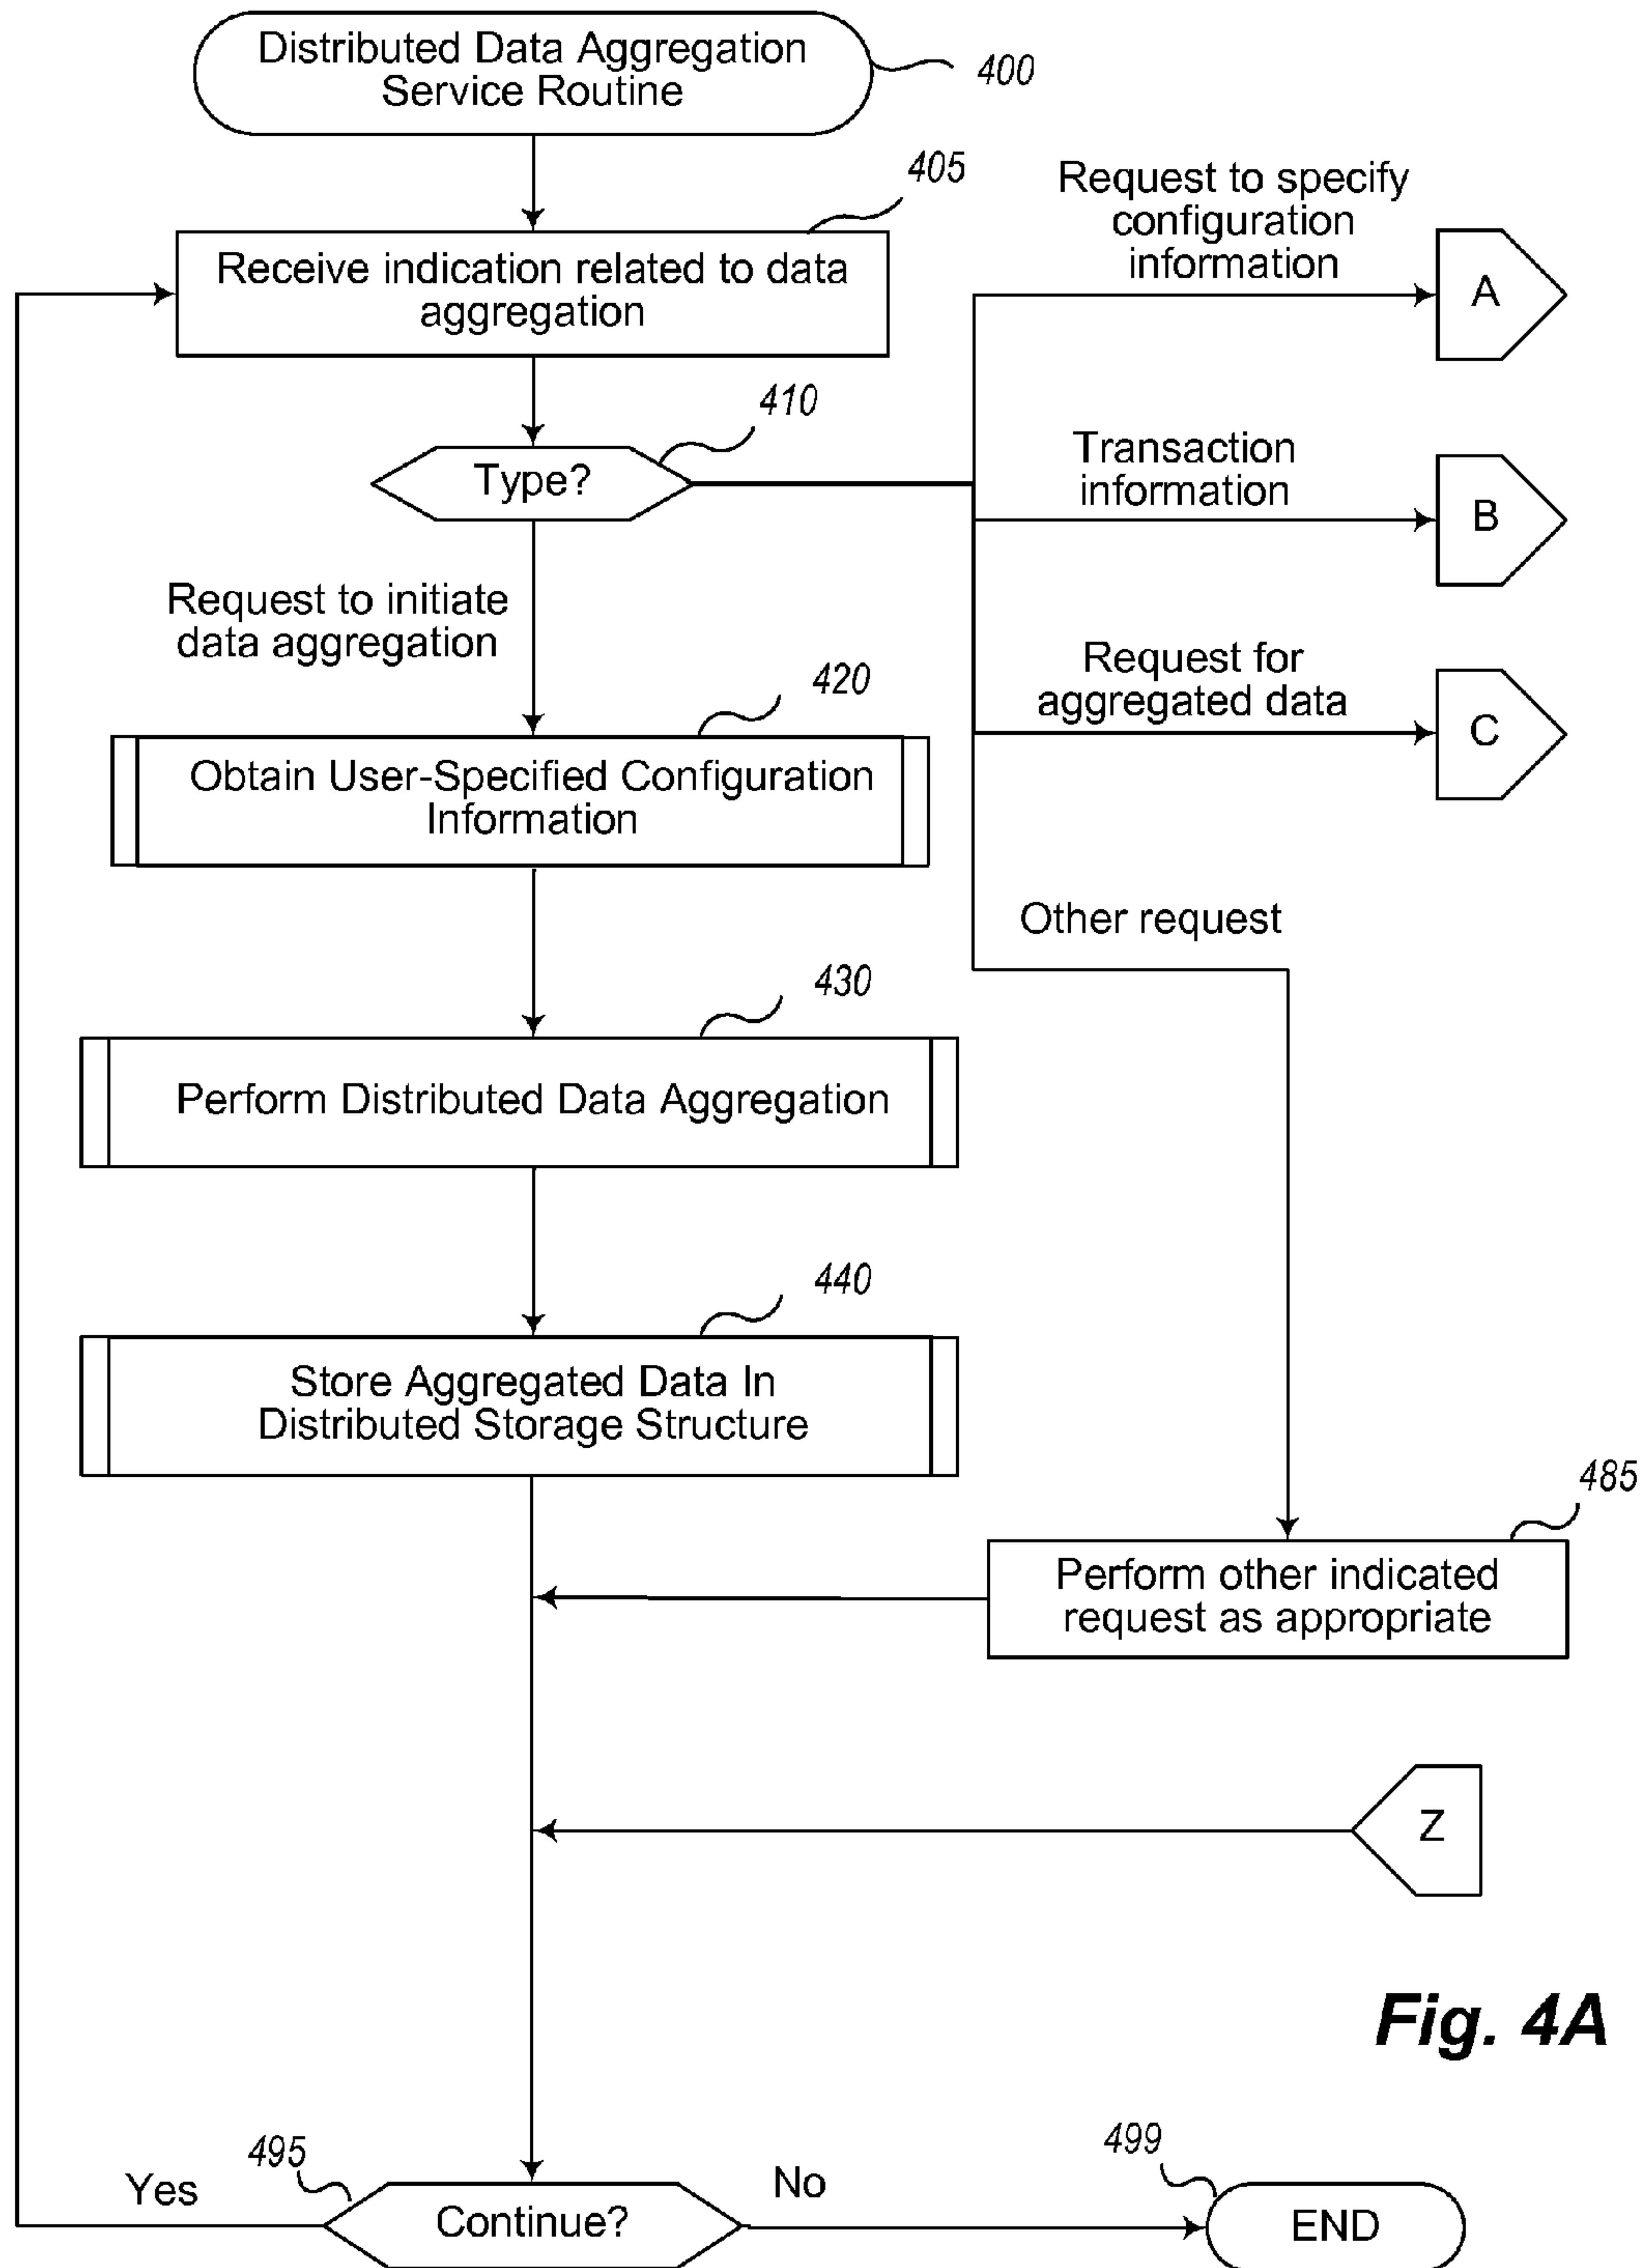 Distributed Data Aggregation
Service Routine
400
405
Receive indication related to data
aggregation
Request to specify
configuration
information
A
410
Type?
Transaction
information
B
Request to initiate
data aggregation
Request for
aggregated data
C
420
Obtain User-Specified Configuration
Information
Other request
430
Perform Distributed Data Aggregation
440
Store Aggregated Data In
Distributed Storage Structure
485
Perform other indicated
request as appropriate
Z
Fig. 4A
495
Yes
Continue?
No
499
END